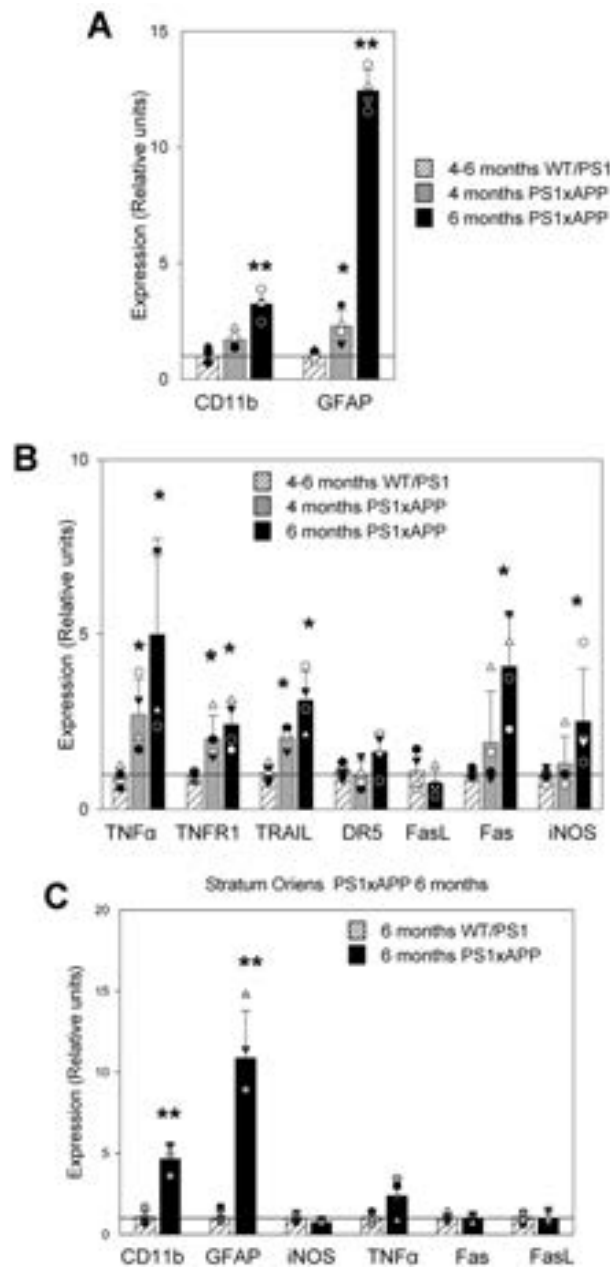 A
15
10
5
0
Expression (Relative units)
**
**
*
CD11b GFAP
4-6 months WT/PS1
4 months PS1xAPP
6 months PS1xAPP
B
10
5
0
Expression (Relative units)
4-6 months WT/PS1
4 months PS1xAPP
6 months PS1xAPP
* * * * * * * *
TNFα TNFR1 TRAIL DR5 FasL Fas iNOS
Stratum Oriens PS1xAPP 6 months
C
20
15
10
5
0
Expression (Relative units)
6 months WT/PS1
6 months PS1xAPP
**
**
CD11b GFAP iNOS TNFα Fas FasL